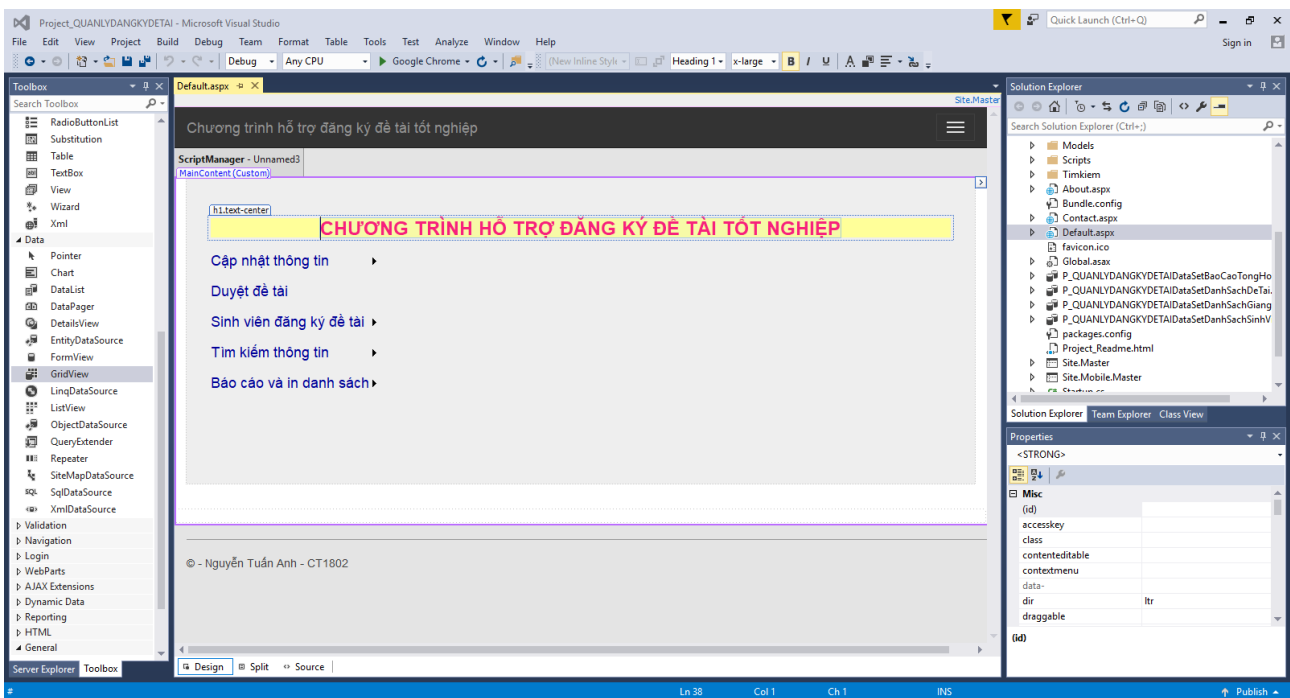 Project_QUANLYDANGKYDETAI - Microsoft Visual Studio
Quick Launch (Ctrl+Q)
File Edit View Project Build Debug Team Format Table Tools Test Analyze Window Help
Sign in
Debug Any CPU Google Chrome (New Inline Style Heading 1 x-large B I U A
Toolbox
Search Toolbox
RadioButtonList
Substitution
Table
TextBox
View
Wizard
Xml
Data
Pointer
Chart
DataList
DataPager
DetailsView
EntityDataSource
FormView
GridView
LinqDataSource
ListView
ObjectDataSource
QueryExtender
Repeater
SiteMapDataSource
SqlDataSource
XmlDataSource
Validation
Navigation
Login
WebParts
AJAX Extensions
Dynamic Data
Reporting
HTML
General
Server Explorer Toolbox
Default.aspx
Site.Master
Chương trình hỗ trợ đăng ký đề tài tốt nghiệp
ScriptManager - Unnamed3
MainContent (Custom)
h1.text-center
CHƯƠNG TRÌNH HỖ TRỢ ĐĂNG KÝ ĐỀ TÀI TỐT NGHIỆP
Cập nhật thông tin
Duyệt đề tài
Sinh viên đăng ký đề tài
Tìm kiếm thông tin
Báo cáo và in danh sách
© - Nguyễn Tuấn Anh - CT1802
Design Split Source
Solution Explorer
Search Solution Explorer (Ctrl+;)
Models
Scripts
Timkiem
About.aspx
Bundle.config
Contact.aspx
Default.aspx
favicon.ico
Global.asax
P_QUANLYDANGKYDETAIDataSetBaoCaoTongHo
P_QUANLYDANGKYDETAIDataSetDanhSachDeTai.
P_QUANLYDANGKYDETAIDataSetDanhSachGiang
P_QUANLYDANGKYDETAIDataSetDanhSachSinhV
packages.config
Project_Readme.html
Site.Master
Site.Mobile.Master
Solution Explorer Team Explorer Class View
Properties
<STRONG>
Misc
(id)
accesskey
class
contenteditable
contextmenu
data-
dir ltr
draggable
(id)
Ln 38 Col 1 Ch 1 INS Publish